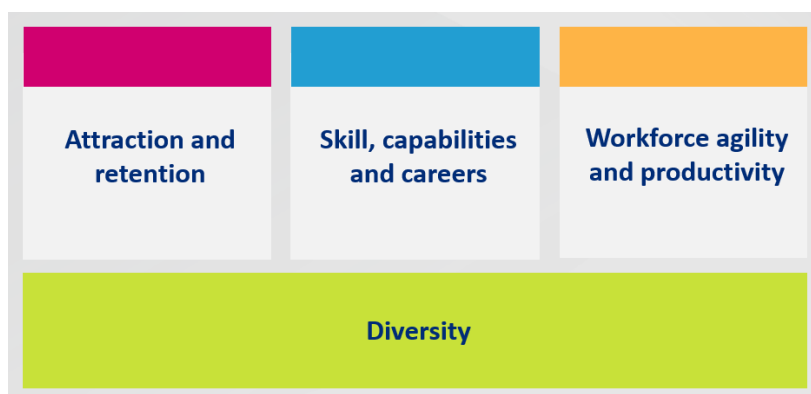 Attraction and
retention
Skill, capabilities
and careers
Workforce agility
and productivity
Diversity